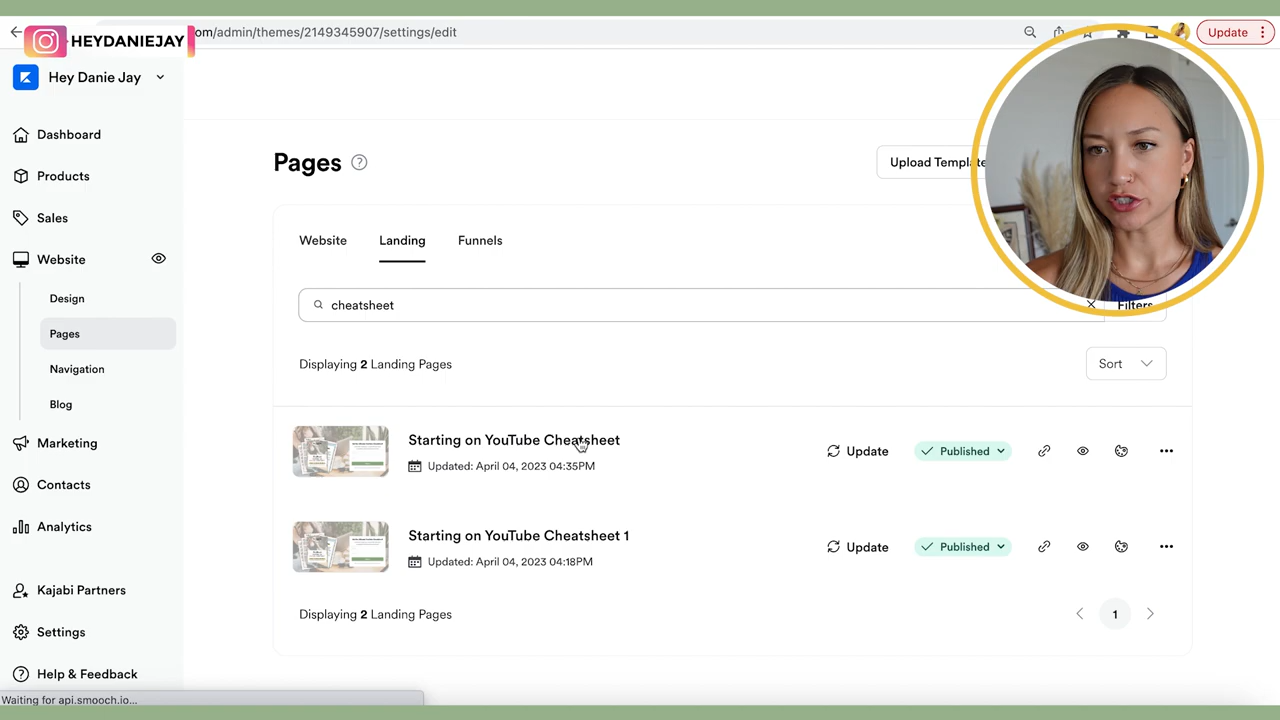 om/admin/themes/2149345907/settings/edit
Update
HEYDANIEJAY
Hey Danie Jay
Dashboard
Products
Sales
Website
Design
Pages
Navigation
Blog
Marketing
Contacts
Analytics
Kajabi Partners
Settings
Help & Feedback
Waiting for api.smooch.io...
Pages
Upload Template
Website
Landing
Funnels
cheatsheet
Filters
Displaying 2 Landing Pages
Sort
Starting on YouTube Cheatsheet
Updated: April 04, 2023 04:35PM
Update
Published
Starting on YouTube Cheatsheet 1
Updated: April 04, 2023 04:18PM
Update
Published
Displaying 2 Landing Pages
1